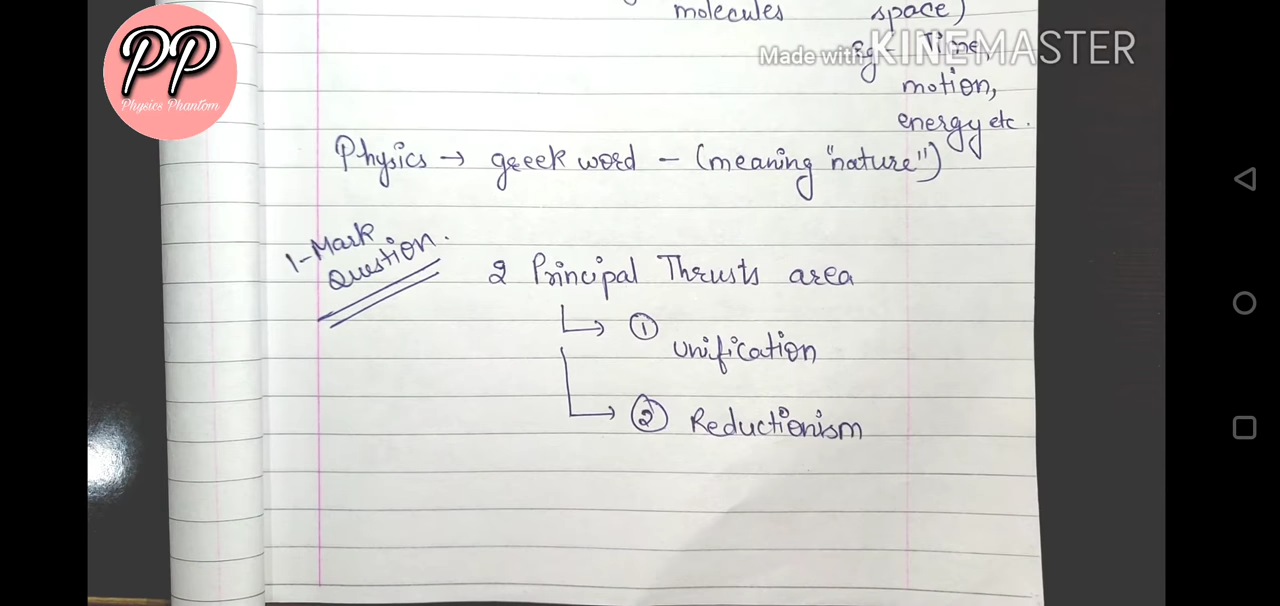 molecules space)
Made with KINEMASTER
Eg - Time,
motion,
energy etc.
PP
Physics Phantom
Physics → greek word - (meaning "nature")
1-Mark
Question.
2 Principal Thrusts area
→ ① Unification
→ ② Reductionism